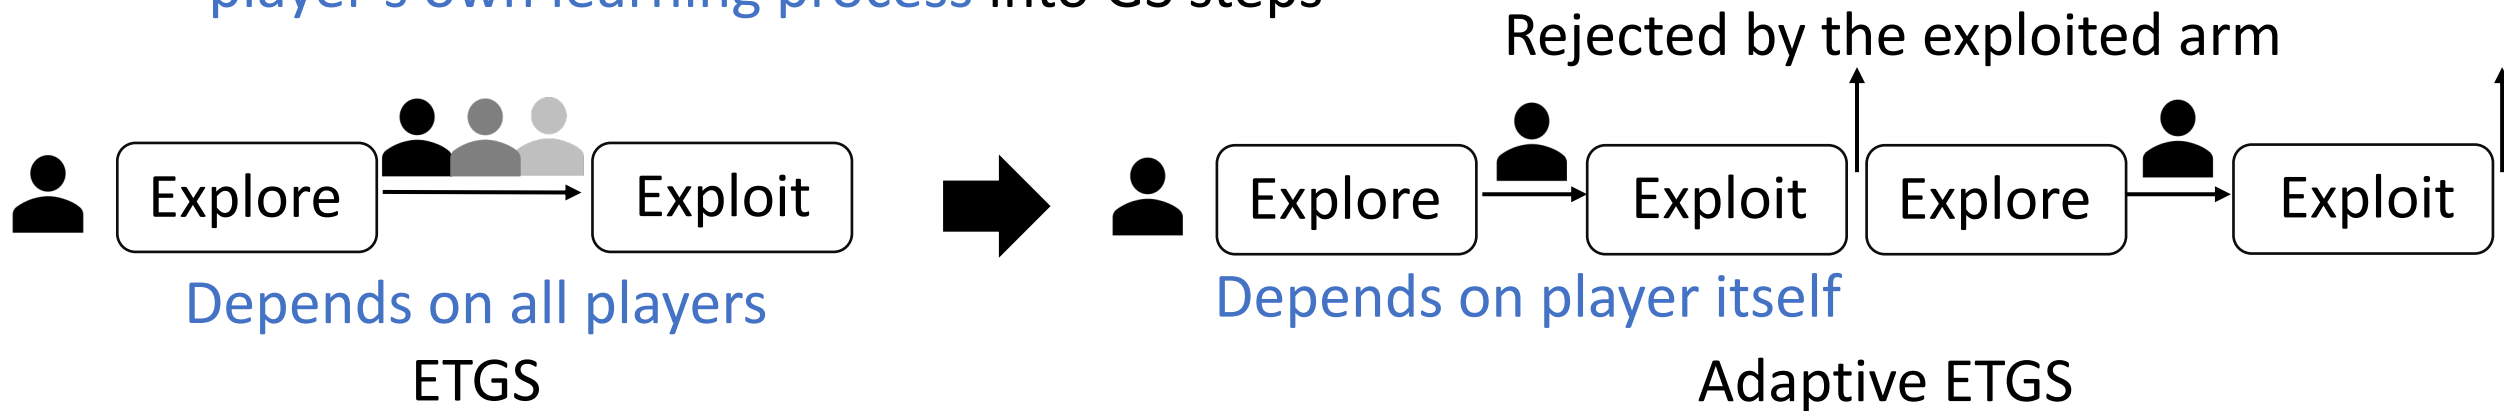 Rejected by the exploited arm
Explore
Exploit
Explore
Exploit
Explore
Exploit
Depends on all players
Depends on player itself
ETGS
Adaptive ETGS